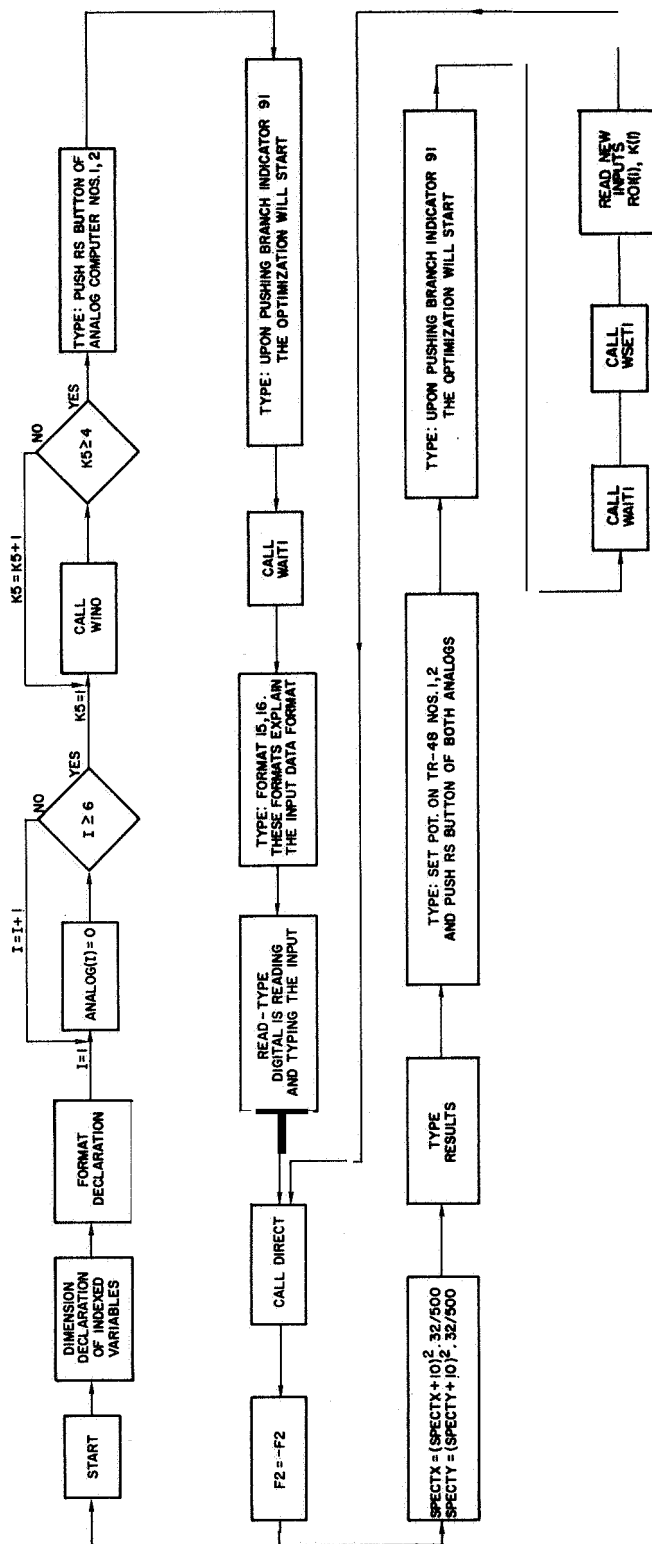 START
DIMENSION
DECLARATION
OF INDEXED
VARIABLES
FORMAT
DECLARATION
I=1
I=I+1
ANALOG(I)=0
I ≥ 6
NO
YES
K5=1
K5=K5+1
CALL
WINO
K5 ≥ 4
NO
YES
TYPE: PUSH RS BUTTON OF
ANALOG COMPUTER NOS. 1, 2
TYPE: UPON PUSHING BRANCH INDICATOR 91
THE OPTIMIZATION WILL START
CALL
WAIT1
TYPE: FORMAT 15, 16.
THESE FORMATS EXPLAIN
THE INPUT DATA FORMAT
READ-TYPE
DIGITAL IS READING
AND TYPING THE INPUT
CALL DIRECT
F2 = -F2
SPECTX = (SPECTX+10)². 32/500
SPECTY = (SPECTY+10)². 32/500
TYPE
RESULTS
TYPE: SET POT. ON TR-48 NOS. 1, 2
AND PUSH RS BUTTON OF BOTH ANALOGS
TYPE: UPON PUSHING BRANCH INDICATOR 91
THE OPTIMIZATION WILL START
CALL
WAIT1
CALL
WSET1
READ NEW
INPUTS
ROI(I), K(I)